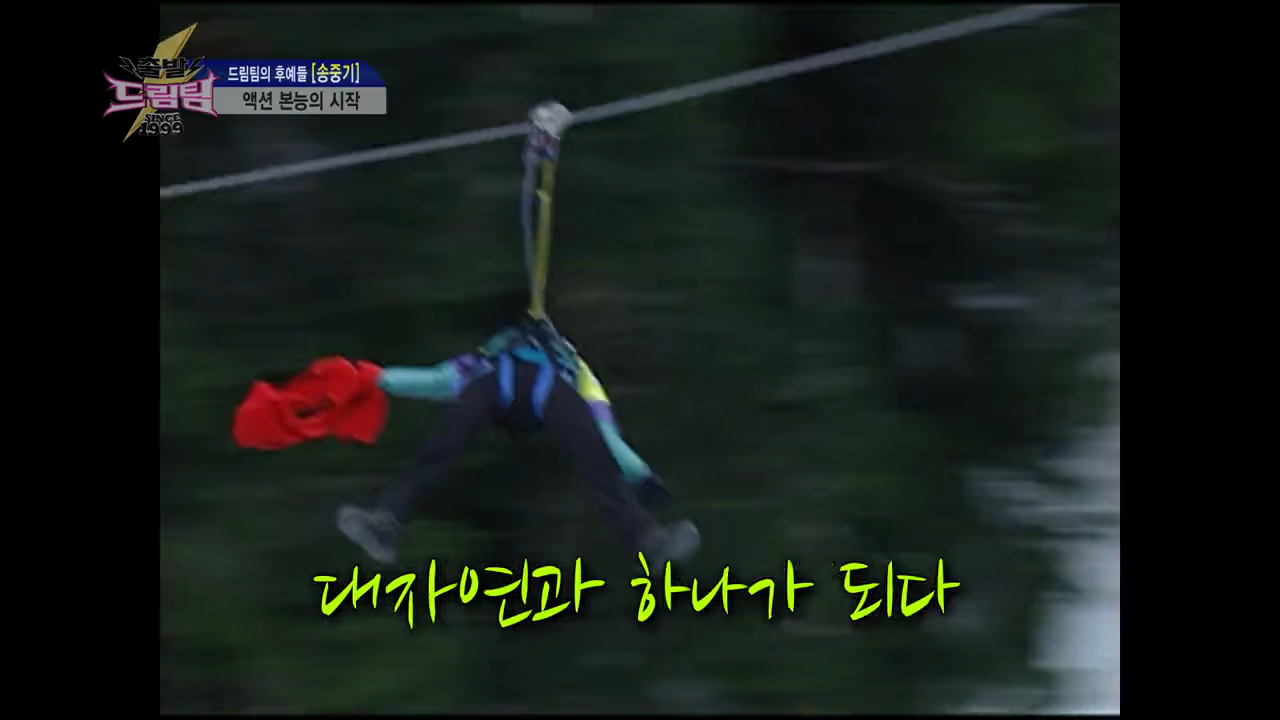 출발
드림팀
SINCE
1999
드림팀의 후예들 [송중기]
액션 본능의 시작
대자연과 하나가 되다